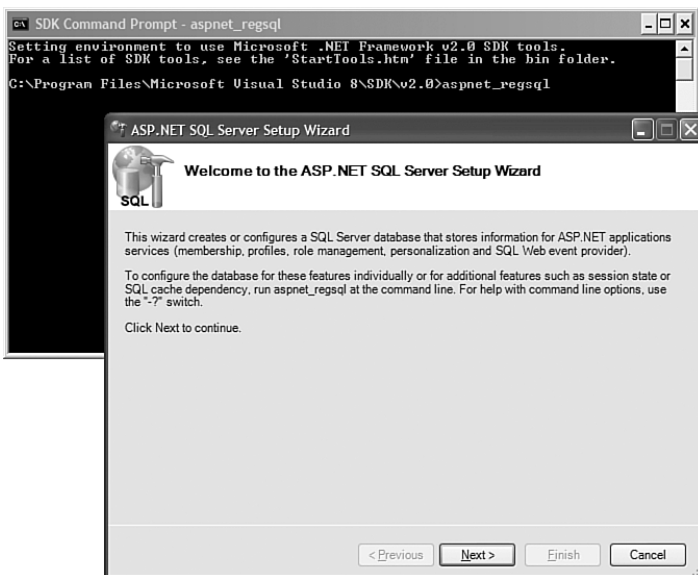 SDK Command Prompt - aspnet_regsql
Setting environment to use Microsoft .NET Framework v2.0 SDK tools.
For a list of SDK tools, see the 'StartTools.htm' file in the bin folder.
C:\Program Files\Microsoft Visual Studio 8\SDK\v2.0>aspnet_regsql
ASP.NET SQL Server Setup Wizard
SQL
Welcome to the ASP.NET SQL Server Setup Wizard
This wizard creates or configures a SQL Server database that stores information for ASP.NET applications
services (membership, profiles, role management, personalization and SQL Web event provider).
To configure the database for these features individually or for additional features such as session state or
SQL cache dependency, run aspnet_regsql at the command line. For help with command line options, use
the "-?" switch.
Click Next to continue.
< Previous Next > Finish Cancel